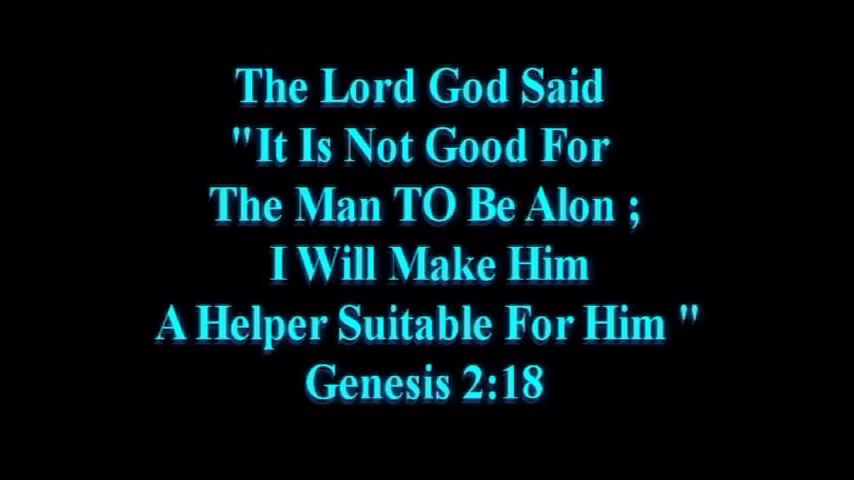 The Lord God Said
"It Is Not Good For
The Man TO Be Alon ;
I Will Make Him
A Helper Suitable For Him "
Genesis 2:18